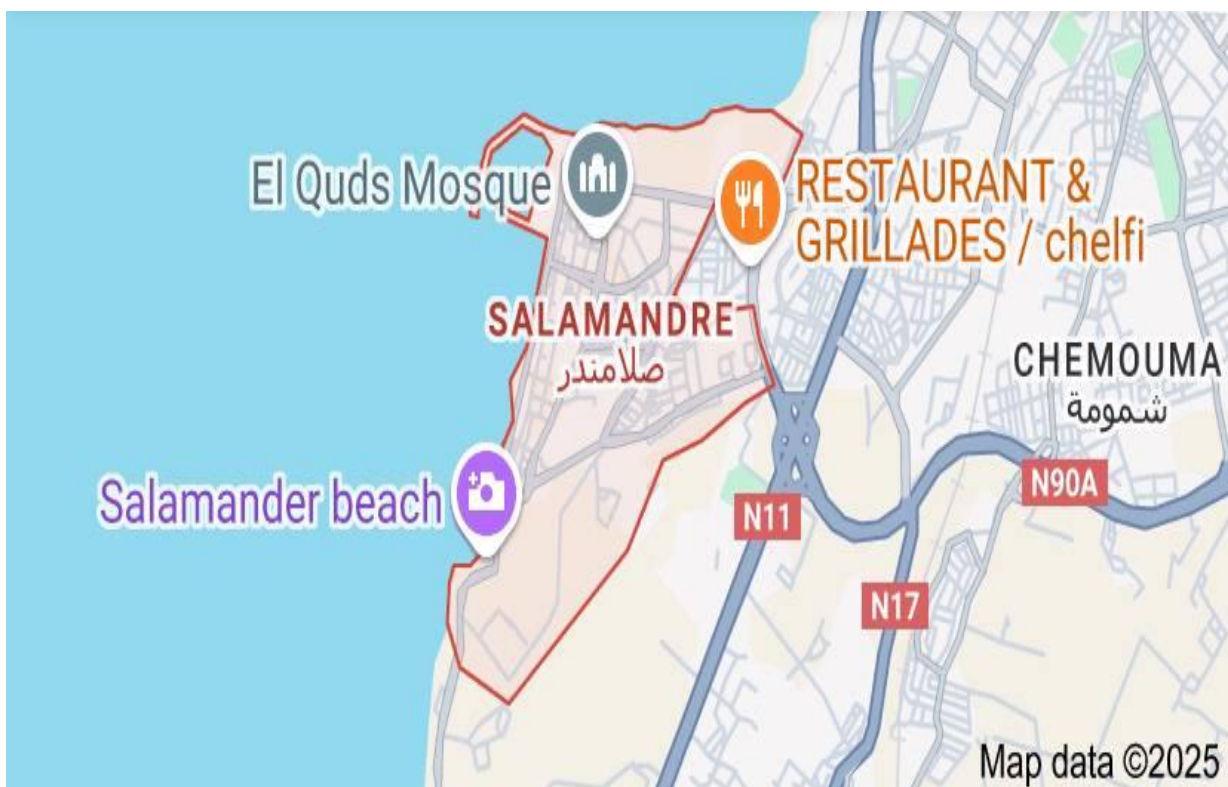 El Quds Mosque
RESTAURANT &
GRILLADES / chelfi
SALAMANDRE
صلامندر
CHEMOUMA
شمومة
Salamander beach
N90A
N11
N17
Map data ©2025